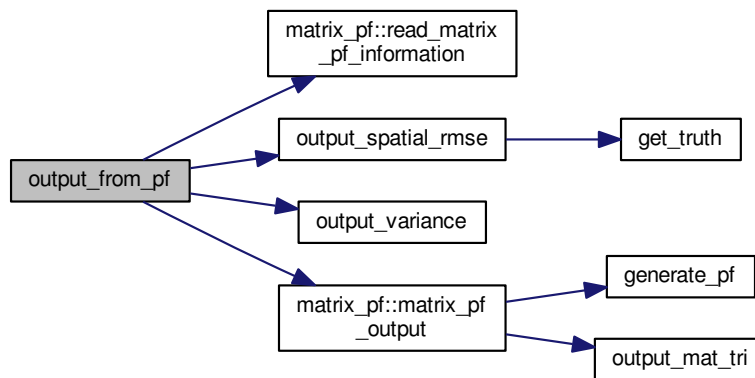 matrix_pf::read_matrix
_pf_information
output_spatial_rmse
get_truth
output_from_pf
output_variance
generate_pf
matrix_pf::matrix_pf
_output
output_mat_tri